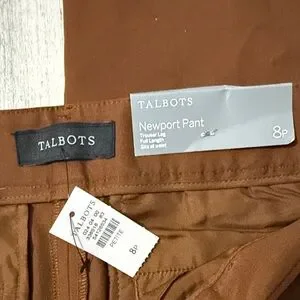 TALBOTS
Newport Pant
Trouser Leg
Full Length
Sits at waist
8P
TALBOTS
TALBOTS
PETITE
8P